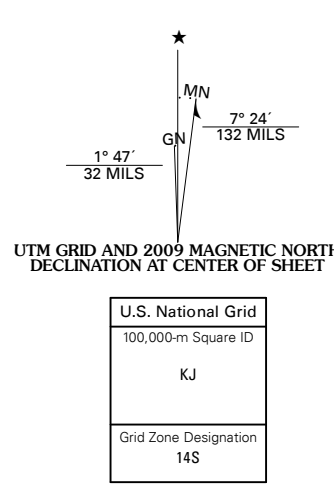 ★
MN
GN
7° 24´
132 MILS
1° 47´
32 MILS
UTM GRID AND 2009 MAGNETIC NORTH
DECLINATION AT CENTER OF SHEET
U.S. National Grid
100,000-m Square ID
KJ
Grid Zone Designation
14S